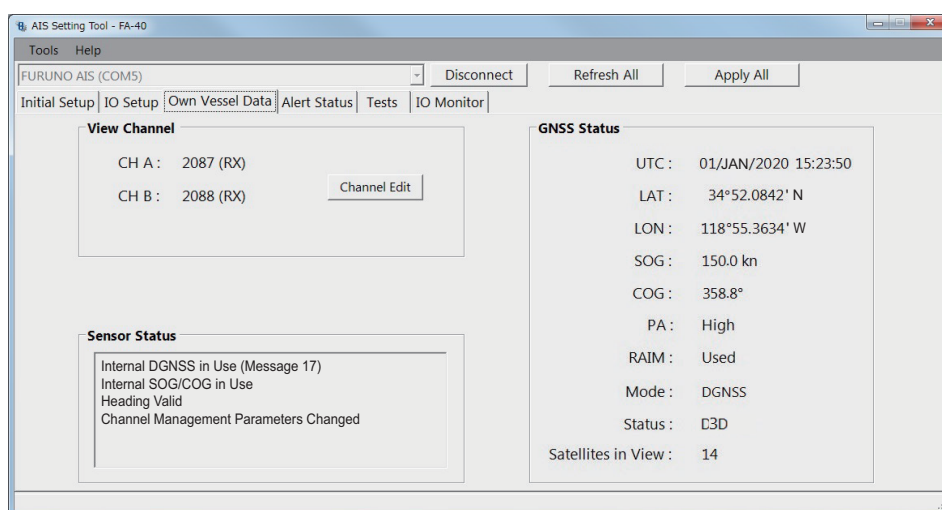 AIS Setting Tool - FA-40
Tools Help
FURUNO AIS (COM5) Disconnect Refresh All Apply All
Initial Setup IO Setup Own Vessel Data Alert Status Tests IO Monitor
View Channel
CH A : 2087 (RX)
CH B : 2088 (RX)
Channel Edit
Sensor Status
Internal DGNSS in Use (Message 17)
Internal SOG/COG in Use
Heading Valid
Channel Management Parameters Changed
GNSS Status
UTC : 01/JAN/2020 15:23:50
LAT : 34°52.0842' N
LON : 118°55.3634' W
SOG : 150.0 kn
COG : 358.8°
PA : High
RAIM : Used
Mode : DGNSS
Status : D3D
Satellites in View : 14